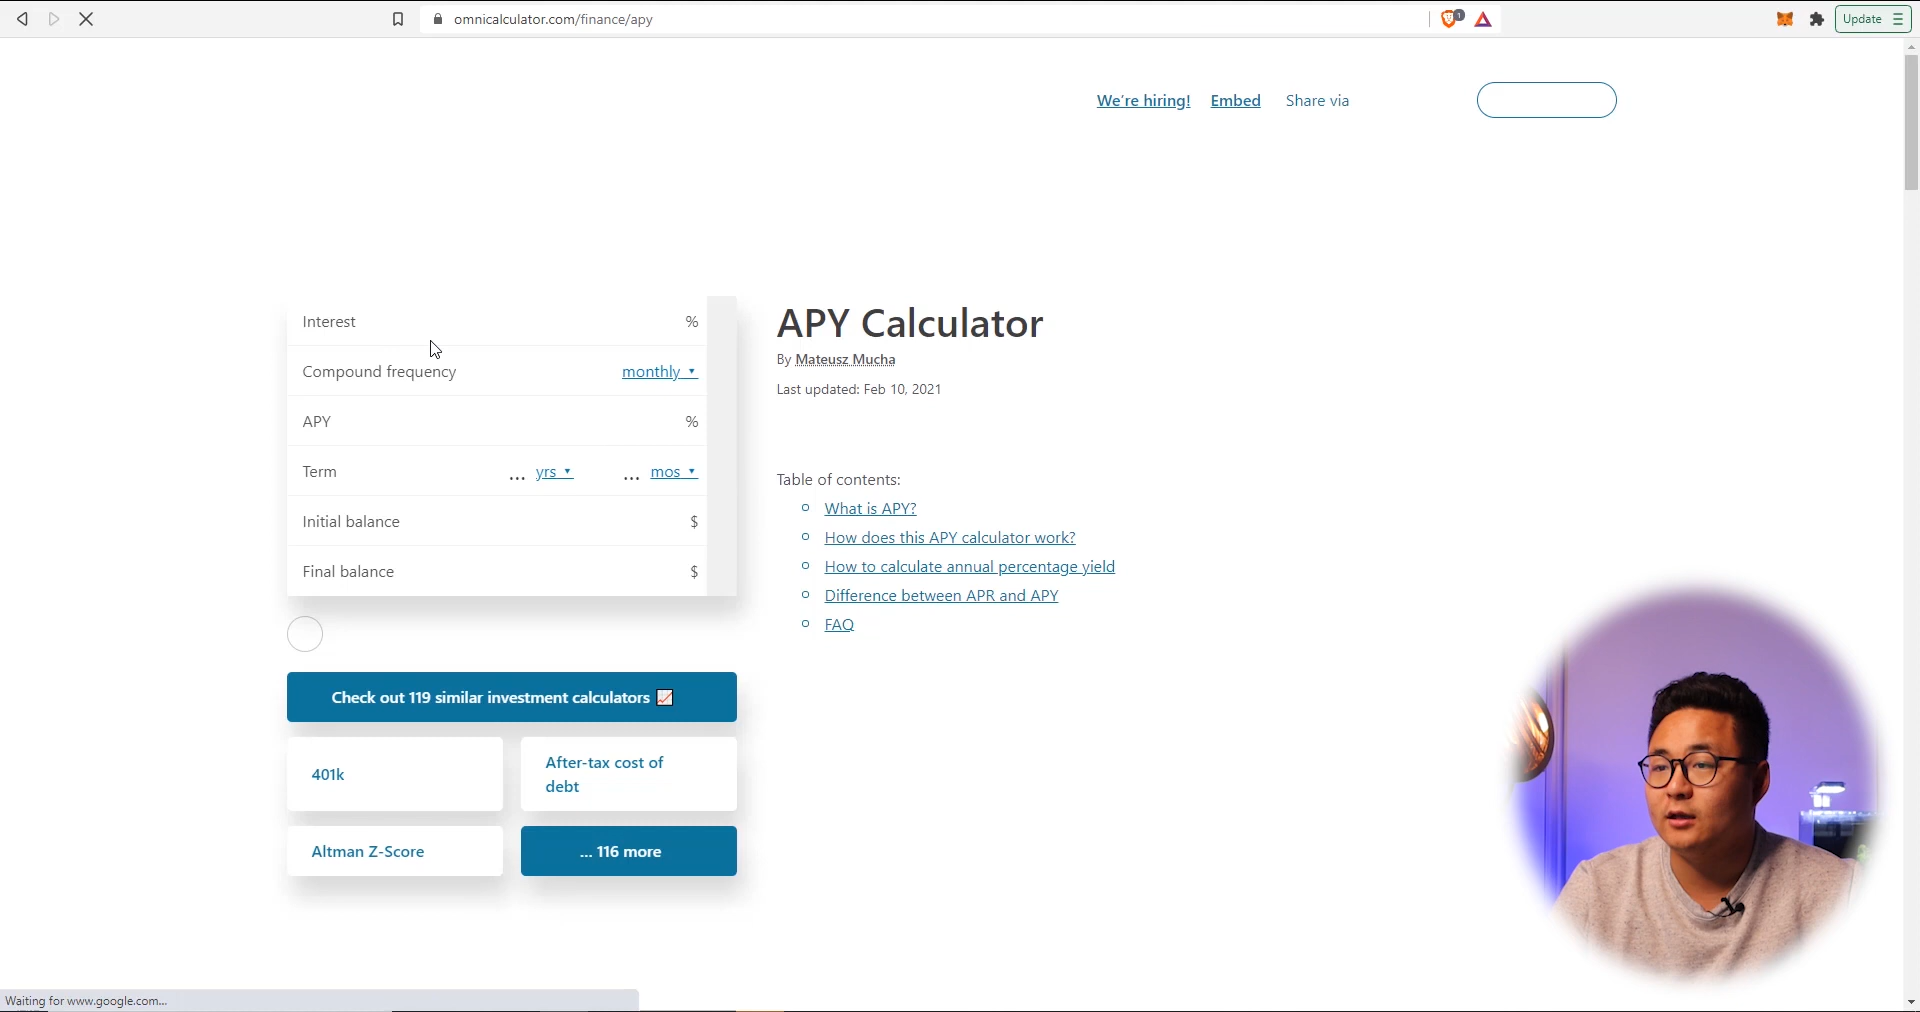 omnicalculator.com/finance/apy
1
Update
We're hiring!
Embed
Share via
Interest
%
Compound frequency
monthly
APY
%
Term
... yrs
... mos
Initial balance
$
Final balance
$
Check out 119 similar investment calculators
401k
After-tax cost of
debt
Altman Z-Score
... 116 more
APY Calculator
By Mateusz Mucha
Last updated: Feb 10, 2021
Table of contents:
What is APY?
How does this APY calculator work?
How to calculate annual percentage yield
Difference between APR and APY
FAQ
Waiting for www.google.com...